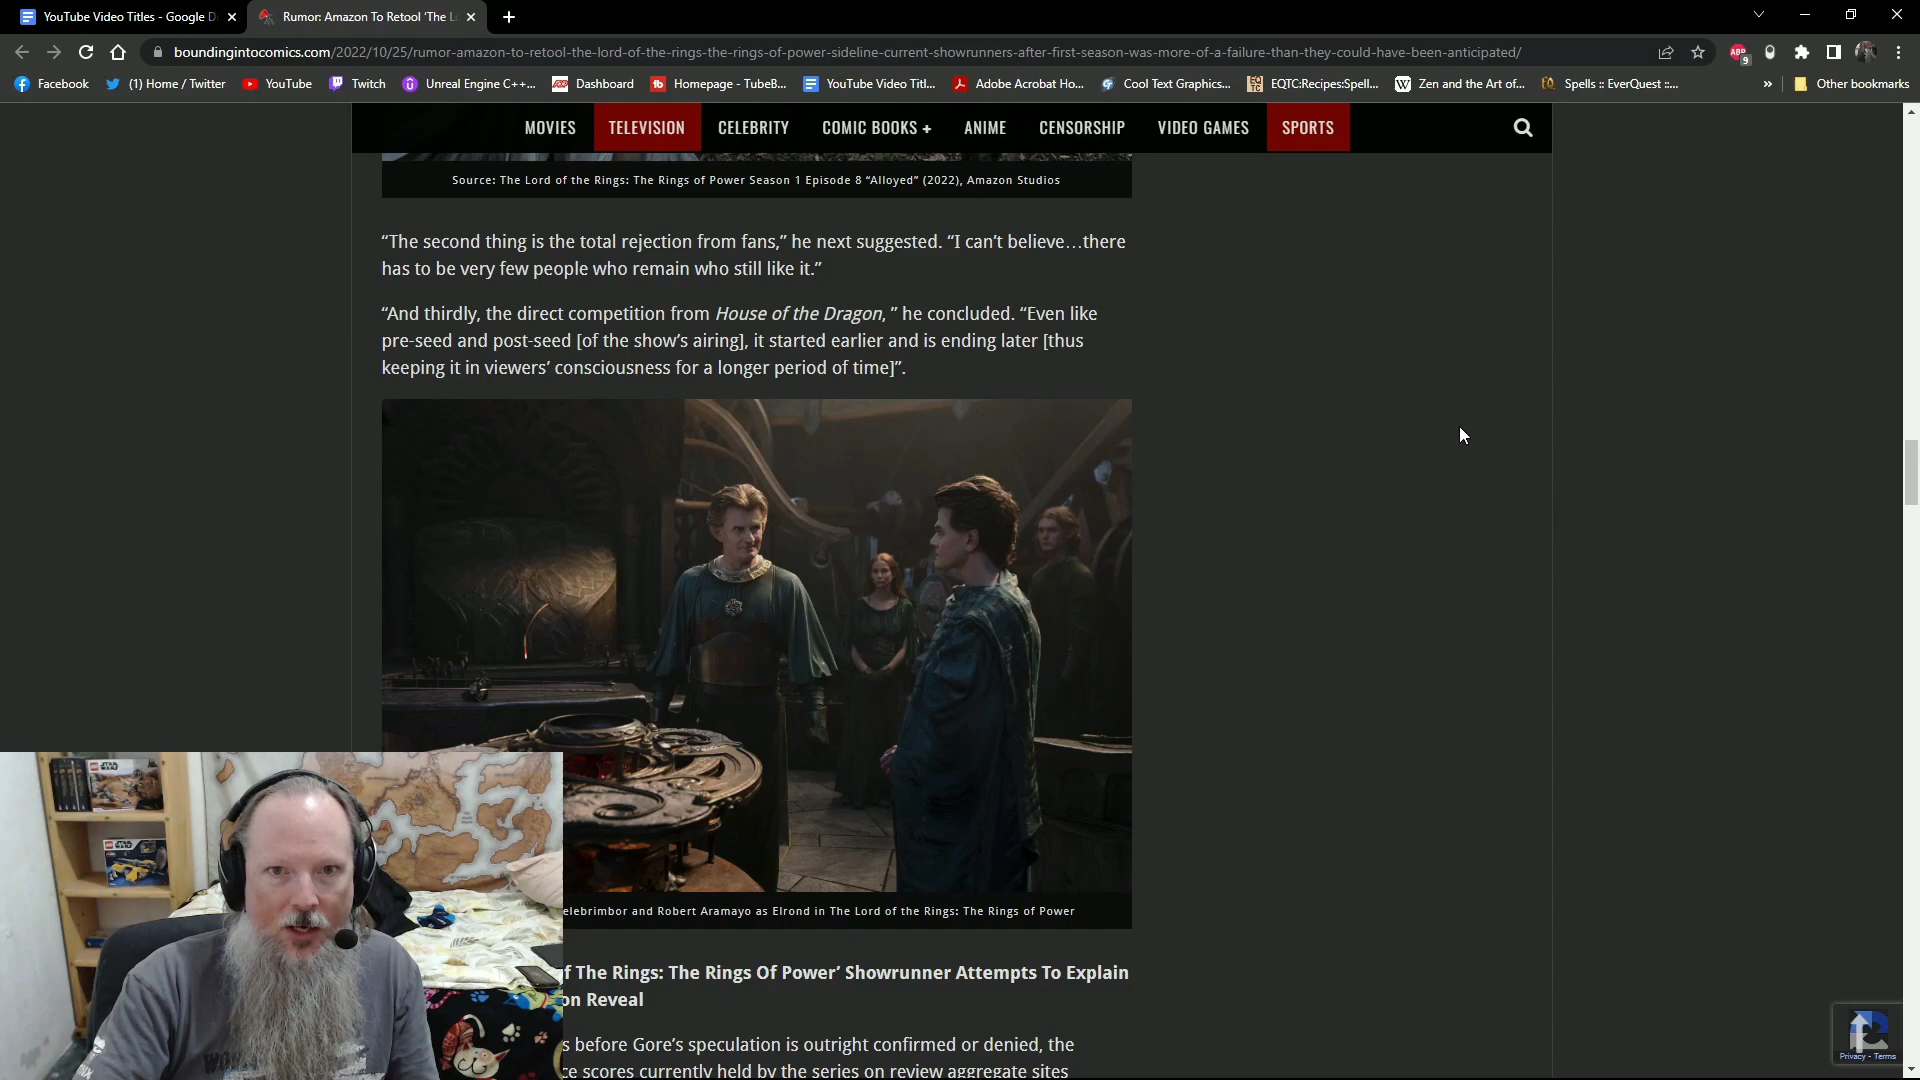 YouTube Video Titles - Google D
Rumor: Amazon To Retool 'The L
boundingintocomics.com/2022/10/25/rumor-amazon-to-retool-the-lord-of-the-rings-the-rings-of-power-sideline-current-showrunners-after-first-season-was-more-of-a-failure-than-they-could-have-been-anticipated/
ABP
9
Facebook
(1) Home / Twitter
YouTube
Twitch
Unreal Engine C++...
Dashboard
Homepage - TubeB...
YouTube Video Titl...
Adobe Acrobat Ho...
Cool Text Graphics...
EQTC:Recipes:Spell...
Zen and the Art of...
Spells :: EverQuest ::...
»
Other bookmarks
MOVIES
TELEVISION
CELEBRITY
COMIC BOOKS +
ANIME
CENSORSHIP
VIDEO GAMES
SPORTS
Source: The Lord of the Rings: The Rings of Power Season 1 Episode 8 “Alloyed” (2022), Amazon Studios
“The second thing is the total rejection from fans,” he next suggested. “I can’t believe…there
has to be very few people who remain who still like it.”
“And thirdly, the direct competition from House of the Dragon, ” he concluded. “Even like
pre-seed and post-seed [of the show’s airing], it started earlier and is ending later [thus
keeping it in viewers’ consciousness for a longer period of time]”.
elebrimbor and Robert Aramayo as Elrond in The Lord of the Rings: The Rings of Power
f The Rings: The Rings Of Power’ Showrunner Attempts To Explain
on Reveal
s before Gore’s speculation is outright confirmed or denied, the
ce scores currently held by the series on review aggregate sites
Privacy - Terms